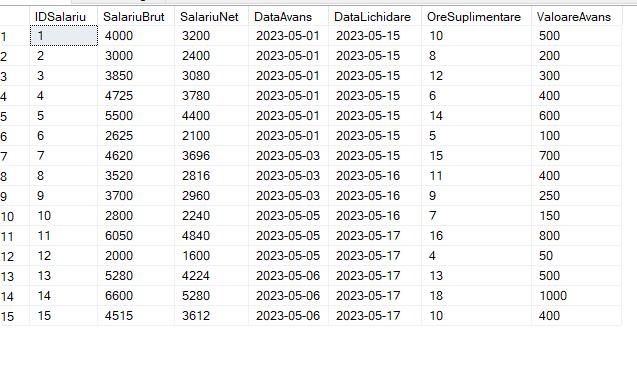 IDSalariu SalariuBrut SalariuNet DataAvans DataLichidare OreSuplimentare ValoareAvans
1 1 4000 3200 2023-05-01 2023-05-15 10 500
2 2 3000 2400 2023-05-01 2023-05-15 8 200
3 3 3850 3080 2023-05-01 2023-05-15 12 300
4 4 4725 3780 2023-05-01 2023-05-15 6 400
5 5 5500 4400 2023-05-01 2023-05-15 14 600
6 6 2625 2100 2023-05-01 2023-05-15 5 100
7 7 4620 3696 2023-05-03 2023-05-15 15 700
8 8 3520 2816 2023-05-03 2023-05-16 11 400
9 9 3700 2960 2023-05-03 2023-05-16 9 250
10 10 2800 2240 2023-05-05 2023-05-16 7 150
11 11 6050 4840 2023-05-05 2023-05-17 16 800
12 12 2000 1600 2023-05-05 2023-05-17 4 50
13 13 5280 4224 2023-05-06 2023-05-17 13 500
14 14 6600 5280 2023-05-06 2023-05-17 18 1000
15 15 4515 3612 2023-05-06 2023-05-17 10 400